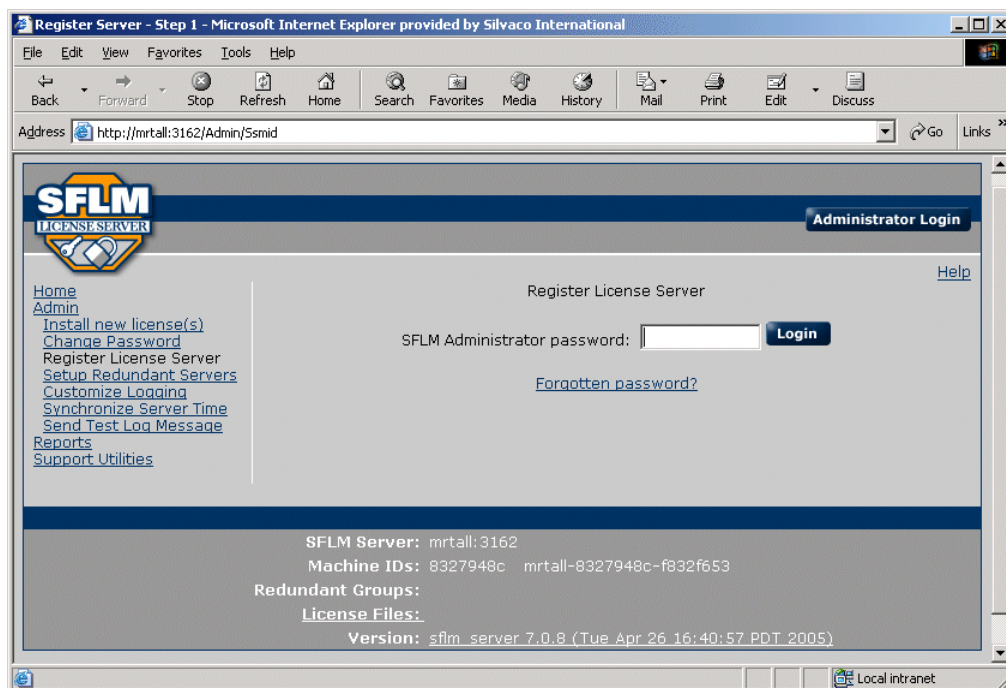 Register Server - Step 1 - Microsoft Internet Explorer provided by Silvaco International
File Edit View Favorites Tools Help
Back Forward Stop Refresh Home Search Favorites Media History Mail Print Edit Discuss
Address http://mrtall:3162/Admin/Ssmid Go Links »
SFLM
LICENSE SERVER
Administrator Login
Help
Register License Server
SFLM Administrator password: Login
Forgotten password?
Home
Admin
Install new license(s)
Change Password
Register License Server
Setup Redundant Servers
Customize Logging
Synchronize Server Time
Send Test Log Message
Reports
Support Utilities
SFLM Server: mrtall:3162
Machine IDs: 8327948c mrtall-8327948c-f832f653
Redundant Groups:
License Files:
Version: sflm_server 7.0.8 (Tue Apr 26 16:40:57 PDT 2005)
Local intranet